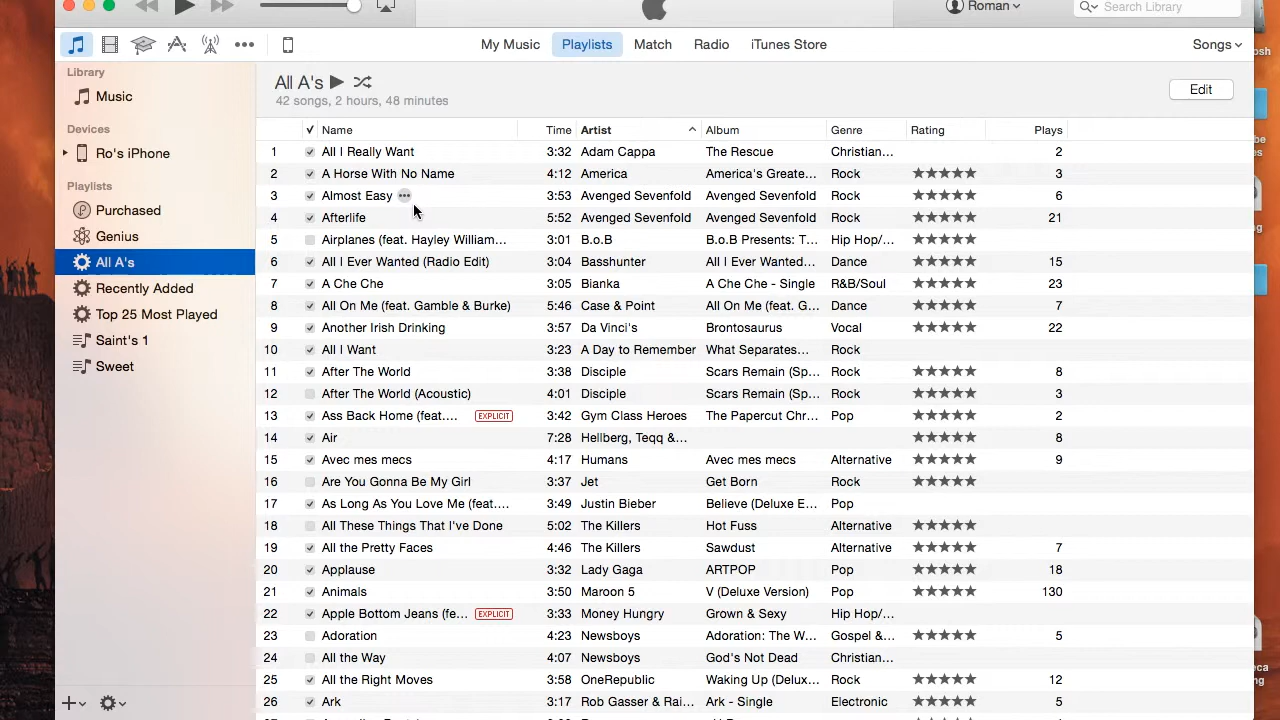 Roman
Search Library
My Music Playlists Match Radio iTunes Store Songs
Library
Music
Devices
Ro's iPhone
Playlists
Purchased
Genius
All A's
Recently Added
Top 25 Most Played
Saint's 1
Sweet
All A's
42 songs, 2 hours, 48 minutes
Edit
✓ Name Time Artist Album Genre Rating Plays
1 All I Really Want 3:32 Adam Cappa The Rescue Christian... 2
2 A Horse With No Name 4:12 America America's Greate... Rock ★★★★★ 3
3 Almost Easy ••• 3:53 Avenged Sevenfold Avenged Sevenfold Rock ★★★★★ 6
4 Afterlife 5:52 Avenged Sevenfold Avenged Sevenfold Rock ★★★★★ 21
5 Airplanes (feat. Hayley William... 3:01 B.o.B B.o.B Presents: T... Hip Hop/... ★★★★★
6 All I Ever Wanted (Radio Edit) 3:04 Basshunter All I Ever Wanted... Dance ★★★★★ 15
7 A Che Che 3:05 Bianka A Che Che - Single R&B/Soul ★★★★★ 23
8 All On Me (feat. Gamble & Burke) 5:46 Case & Point All On Me (feat. G... Dance ★★★★★ 7
9 Another Irish Drinking 3:57 Da Vinci's Brontosaurus Vocal ★★★★★ 22
10 All I Want 3:23 A Day to Remember What Separates... Rock
11 After The World 3:38 Disciple Scars Remain (Sp... Rock ★★★★★ 8
12 After The World (Acoustic) 4:01 Disciple Scars Remain (Sp... Rock ★★★★★ 3
13 Ass Back Home (feat.... EXPLICIT 3:42 Gym Class Heroes The Papercut Chr... Pop ★★★★★ 2
14 Air 7:28 Hellberg, Teqq &... ★★★★★ 8
15 Avec mes mecs 4:17 Humans Avec mes mecs Alternative ★★★★★ 9
16 Are You Gonna Be My Girl 3:37 Jet Get Born Rock ★★★★★
17 As Long As You Love Me (feat.... 3:49 Justin Bieber Believe (Deluxe E... Pop
18 All These Things That I've Done 5:02 The Killers Hot Fuss Alternative ★★★★★
19 All the Pretty Faces 4:46 The Killers Sawdust Alternative ★★★★★ 7
20 Applause 3:32 Lady Gaga ARTPOP Pop ★★★★★ 18
21 Animals 3:50 Maroon 5 V (Deluxe Version) Pop ★★★★★ 130
22 Apple Bottom Jeans (fe... EXPLICIT 3:33 Money Hungry Grown & Sexy Hip Hop/...
23 Adoration 5:23 Newsboys Adoration: The W... Gospel &... ★★★★★ 5
24 All the Way 4:07 Newsboys God's Not Dead Christian...
25 All the Right Moves 3:58 OneRepublic Waking Up (Delux... Rock ★★★★★ 12
26 Ark 3:17 Rob Gasser & Rai... Ark - Single Electronic ★★★★★ 5